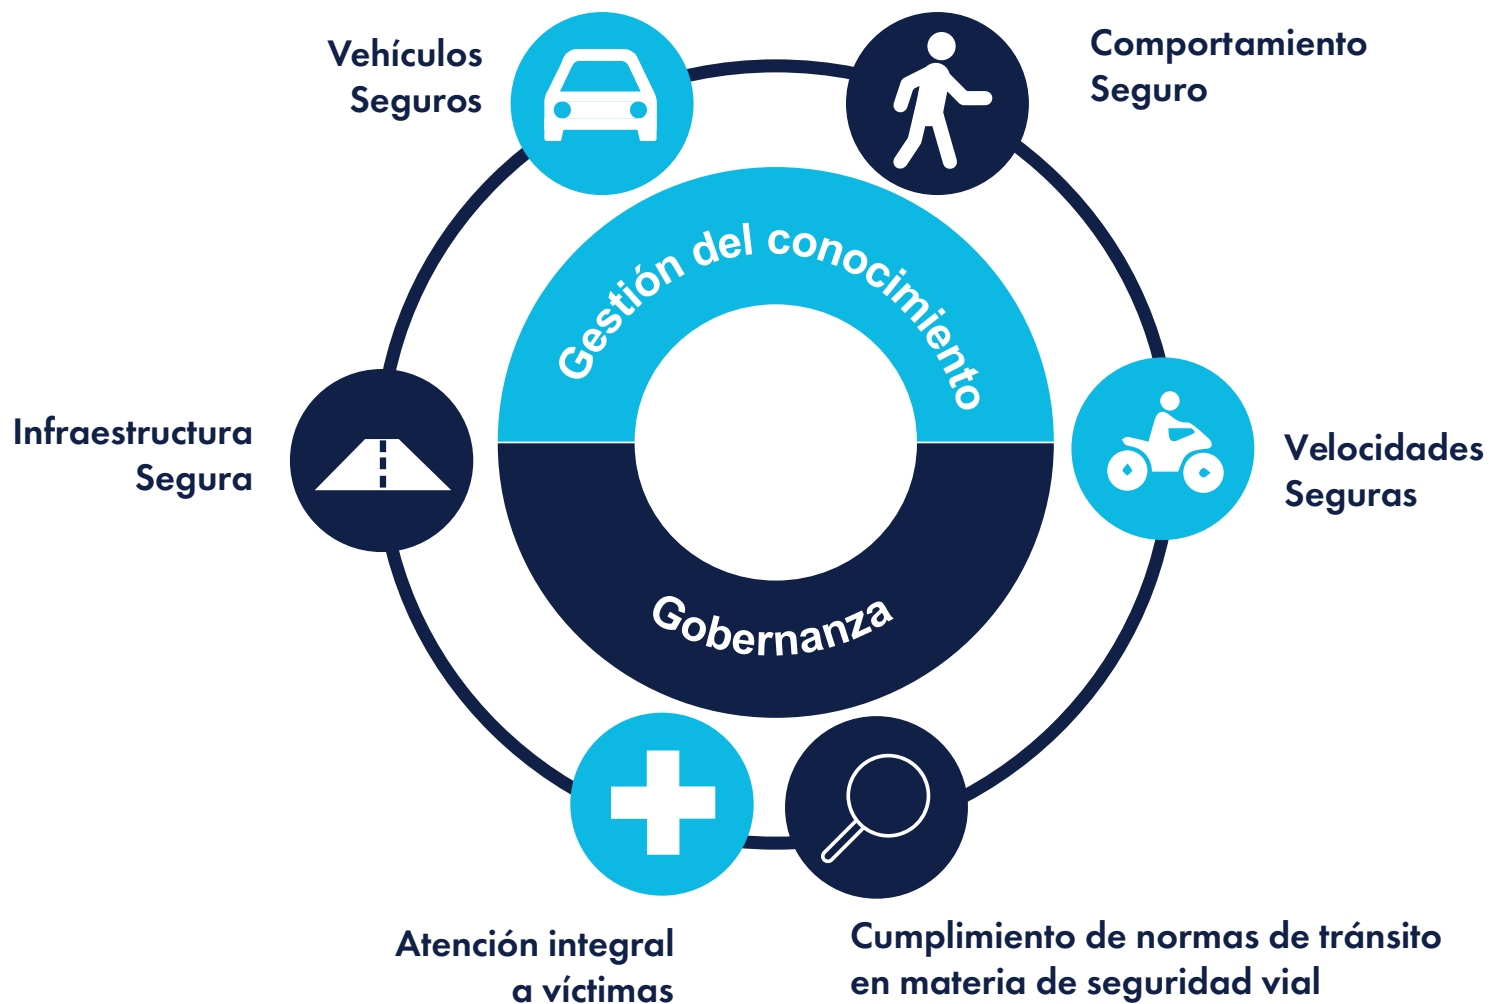 Vehículos
Seguros
Comportamiento
Seguro
Gestión del conocimiento
Infraestructura
Segura
Velocidades
Seguras
Gobernanza
Atención integral
a víctimas
Cumplimiento de normas de tránsito
en materia de seguridad vial